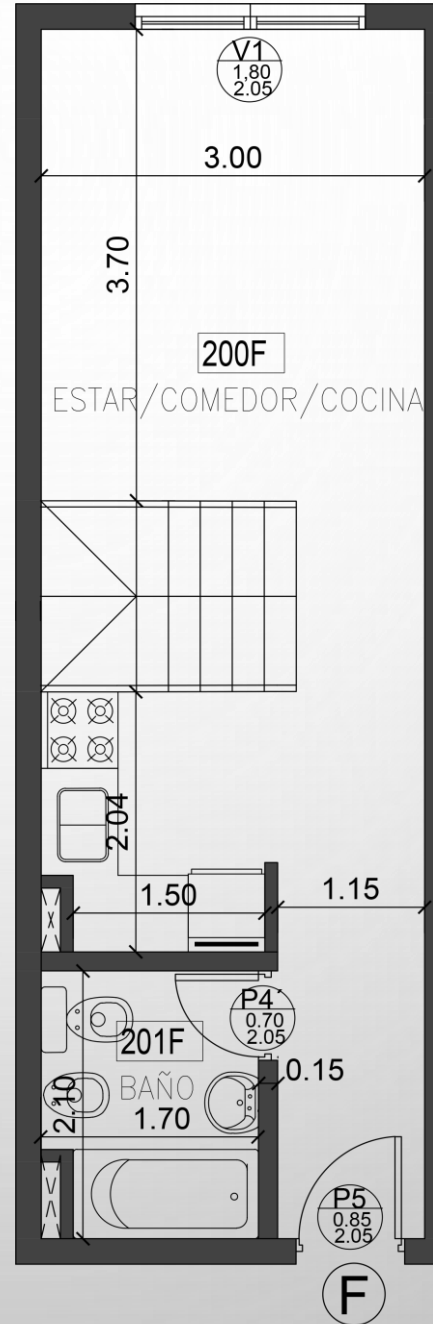 V1
1,80
2.05
3.00
3.70
200F
ESTAR/COMEDOR/COCINA
2.04
1.50
1.15
P4´
0.70
2.05
201F
0.15
BAÑO
2.10
1.70
P5
0.85
2.05
F